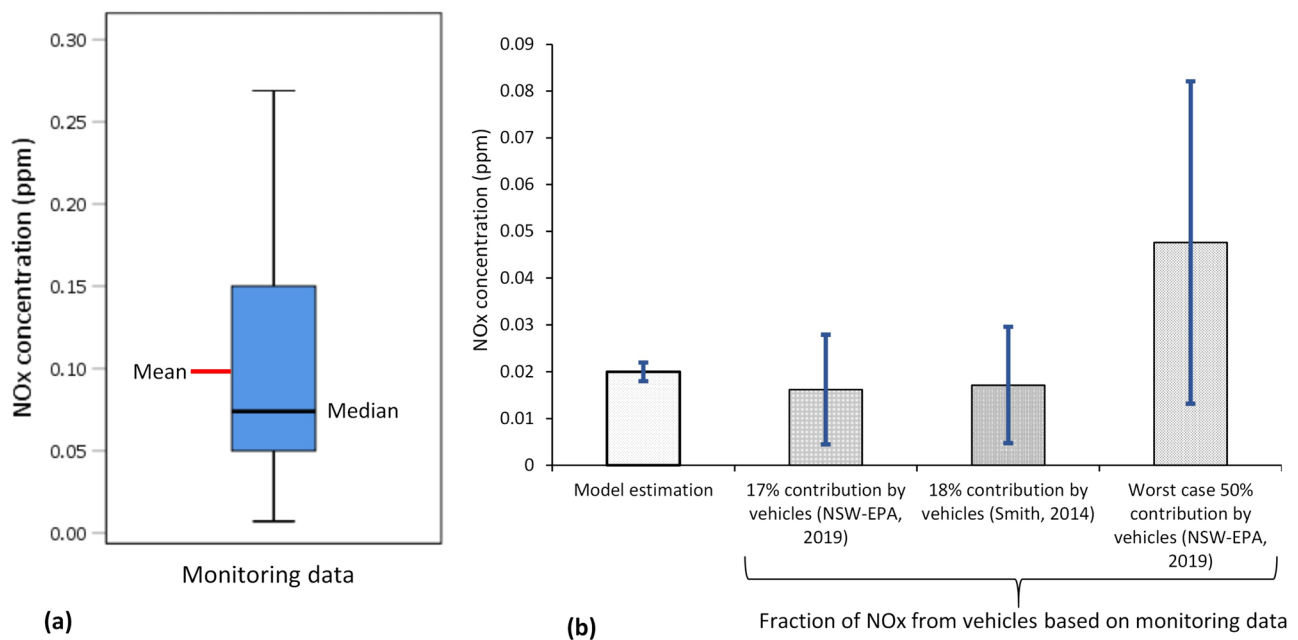 NOx concentration (ppm)
0.30
0.25
0.20
0.15
0.10
0.05
0.00
Mean
Median
Monitoring data
(a)
NOx concentration (ppm)
0.09
0.08
0.07
0.06
0.05
0.04
0.03
0.02
0.01
0
Model estimation
17% contribution by
vehicles (NSW-EPA,
2019)
18% contribution by
vehicles (Smith, 2014)
Worst case 50%
contribution by
vehicles (NSW-EPA,
2019)
Fraction of NOx from vehicles based on monitoring data
(b)